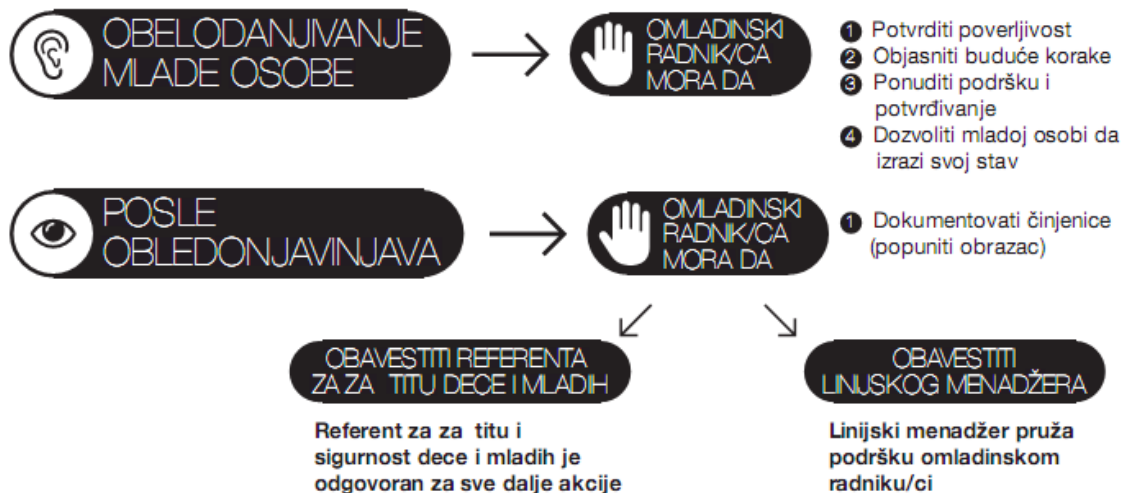 OBELODANJIVANJE
MLADE OSOBE
OMLADINSKI
RADNIK/CA
MORA DA
1 Potvrditi poverljivost
2 Objasniti buduće korake
3 Ponuditi podršku i
potvrđivanje
4 Dozvoliti mladoj osobi da
izrazi svoj stav
POSLE
OBLEDONJAVINJAVA
OMLADINSKI
RADNIK/CA
MORA DA
1 Dokumentovati činjenice
(popuniti obrazac)
OBAVESTITI REFERENTA
ZA ZA TITU DECE I MLADIH
OBAVESTITI
LINIJSKOG MENADŽERA
Referent za za titu i
sigurnost dece i mladih je
odgovoran za sve dalje akcije
Linijski menadžer pruža
podršku omladinskom
radniku/ci